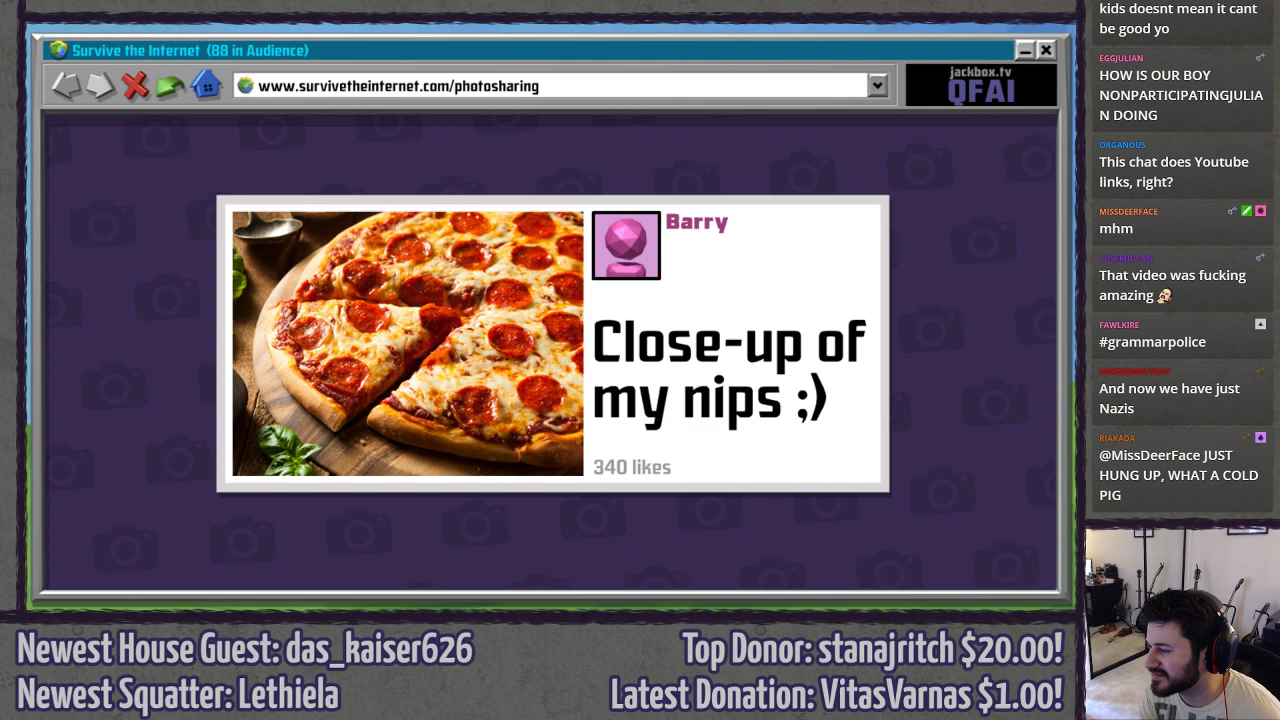 Survive the Internet (88 in Audience)
www.survivetheinternet.com/photosharing
jackbox.tv
QFAI
Barry
Close-up of
my nips ;)
340 likes
kids doesnt mean it cant
be good yo
EGGJULIAN
HOW IS OUR BOY
NONPARTICIPATINGJULIA
N DOING
ORGANOUS
This chat does Youtube
links, right?
MISSDEERFACE
mhm
That video was fucking
amazing
FAWLKIRE
#grammarpolice
And now we have just
Nazis
RIAKADA
@MissDeerFace JUST
HUNG UP, WHAT A COLD
PIG
Newest House Guest: das_kaiser626
Top Donor: stanajritch $20.00!
Newest Squatter: Lethiela
Latest Donation: VitasVarnas $1.00!